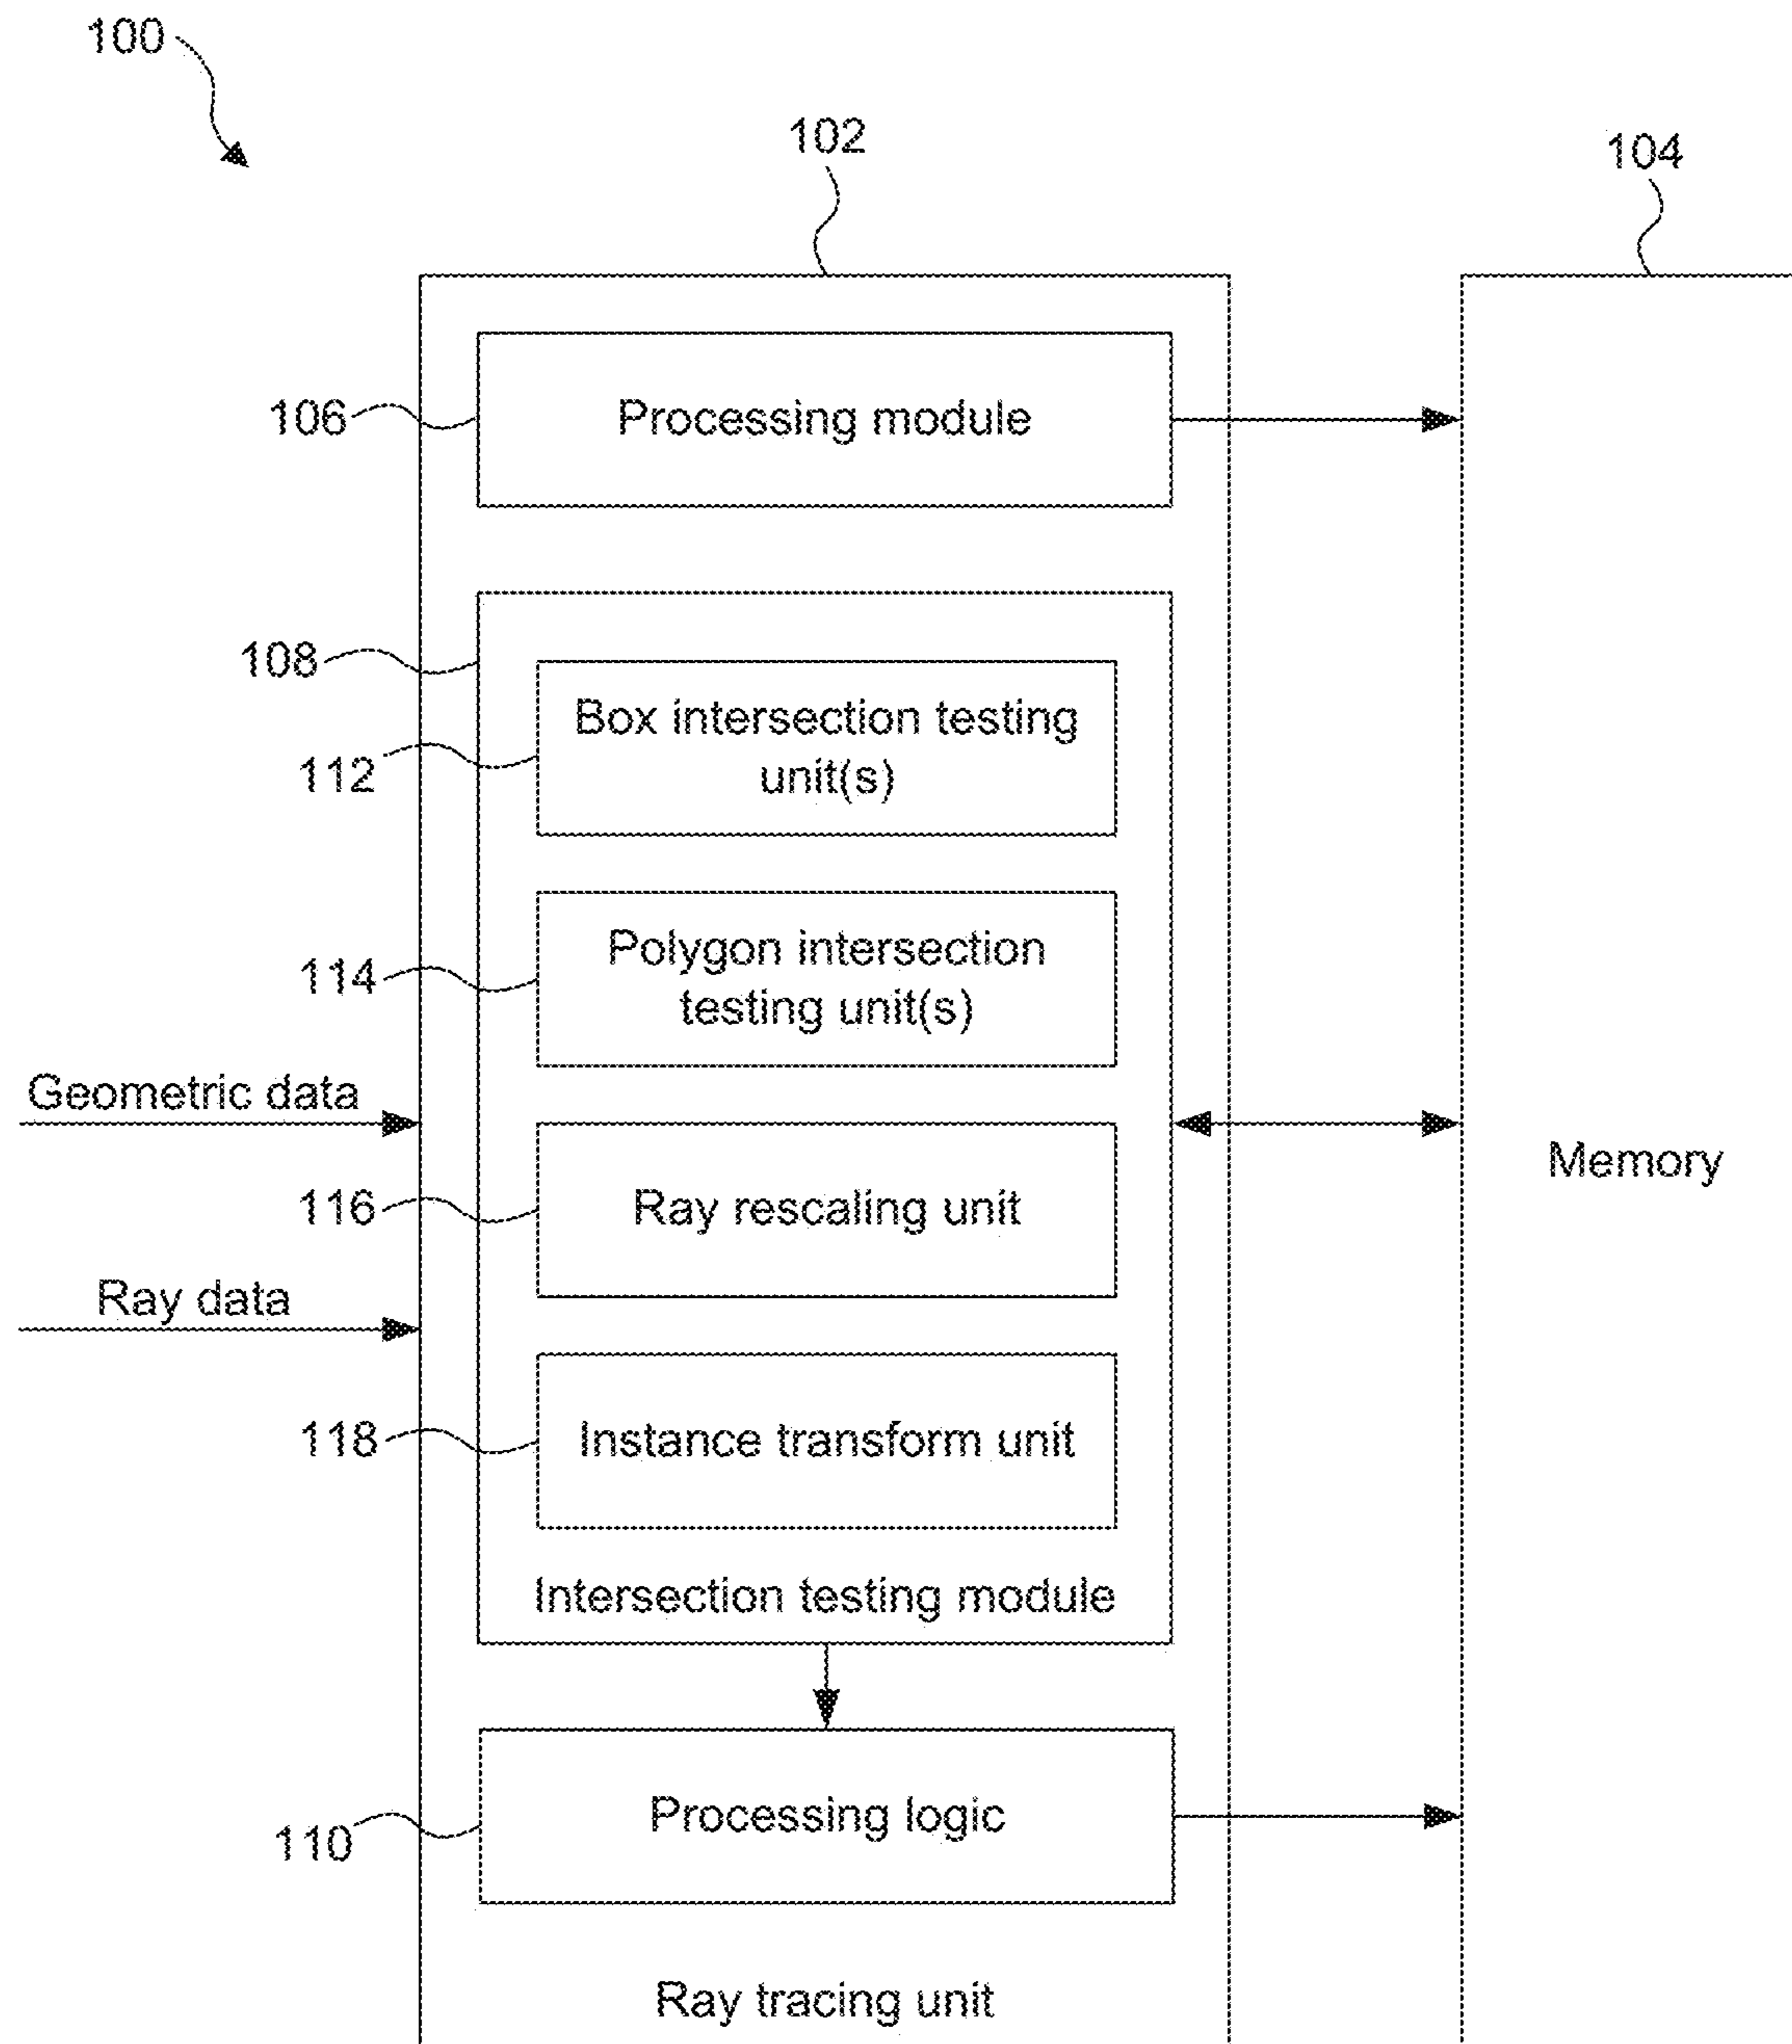 100
102
104
106
Processing module
108
Box intersection testing
unit(s)
112
Polygon intersection
testing unit(s)
114
Geometric data
Ray rescaling unit
116
Memory
Ray data
Instance transform unit
118
Intersection testing module
Processing logic
110
Ray tracing unit